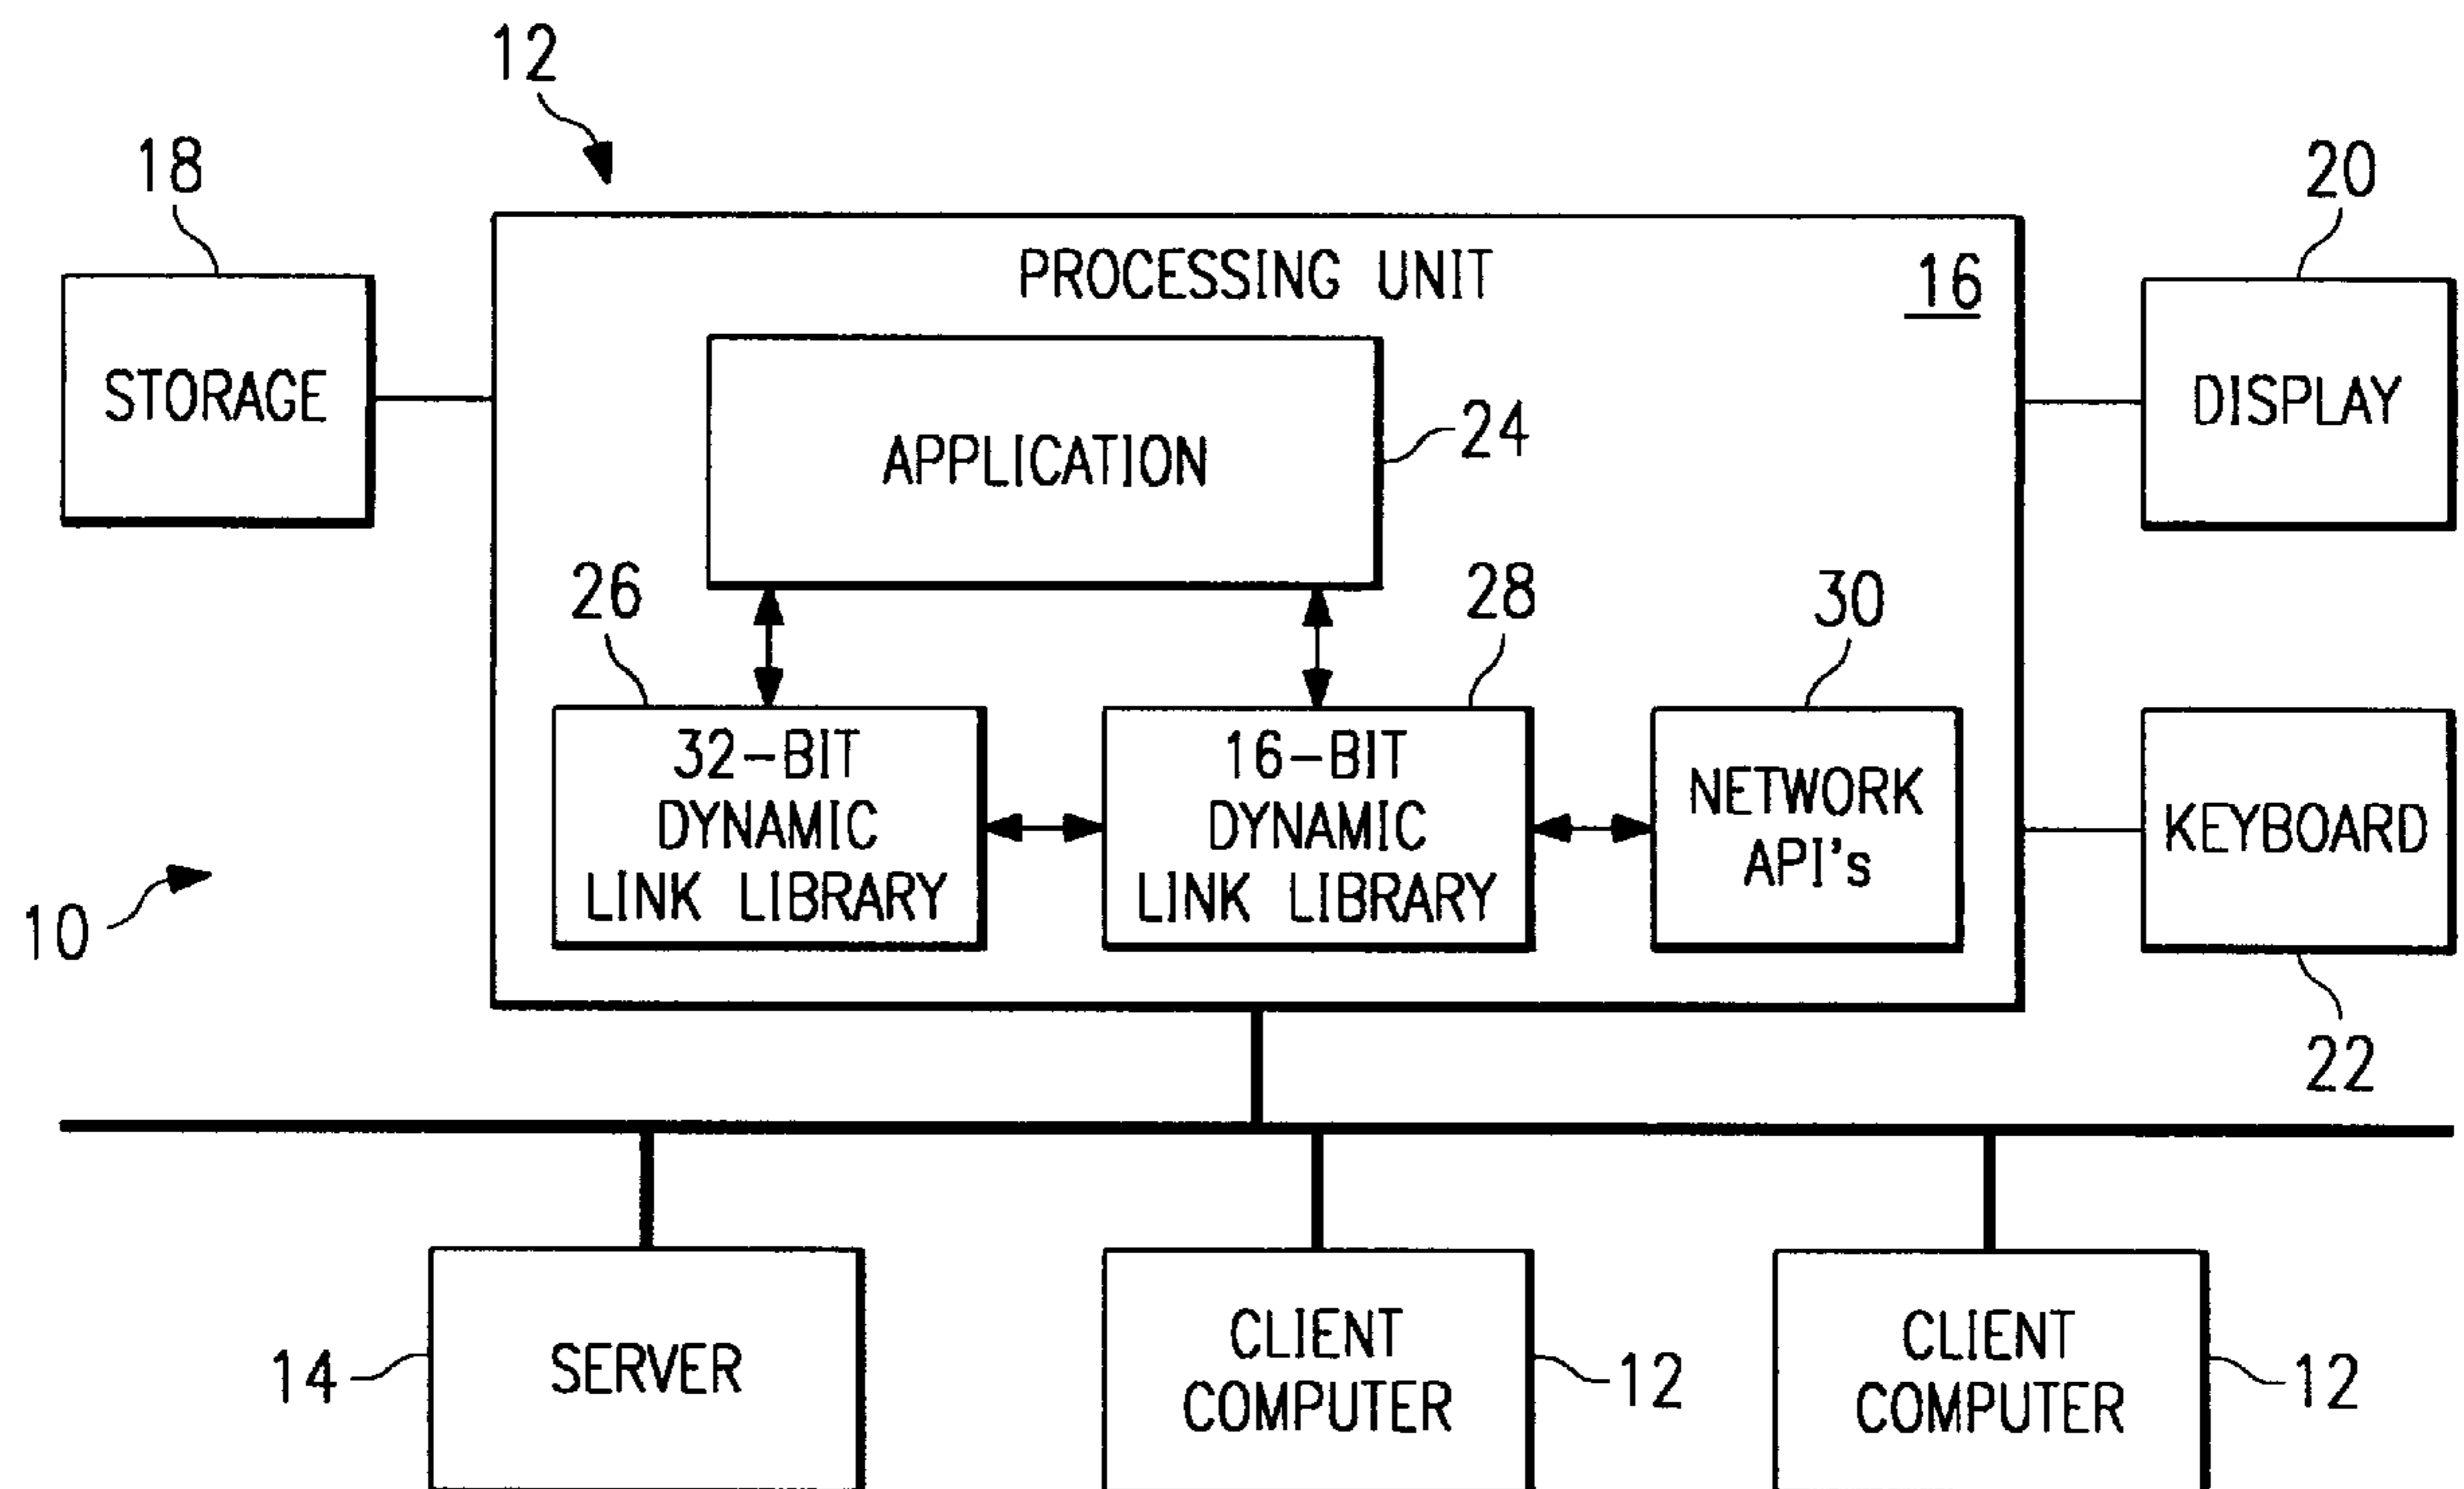 12
18
20
PROCESSING UNIT
16
STORAGE
DISPLAY
APPLICATION
24
26
28
30
32-BIT
DYNAMIC
LINK LIBRARY
16-BIT
DYNAMIC
LINK LIBRARY
NETWORK
API's
KEYBOARD
10
22
14
SERVER
CLIENT
COMPUTER
12
CLIENT
COMPUTER
12